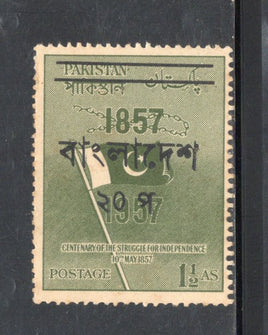 PAKISTAN پاکستان
পাকিস্তান
1857
বাংলাদেশ
২০ প
1957
CENTENARY OF THE STRUGGLE FOR INDEPENDENCE
10TH MAY 1857
POSTAGE 1½ AS